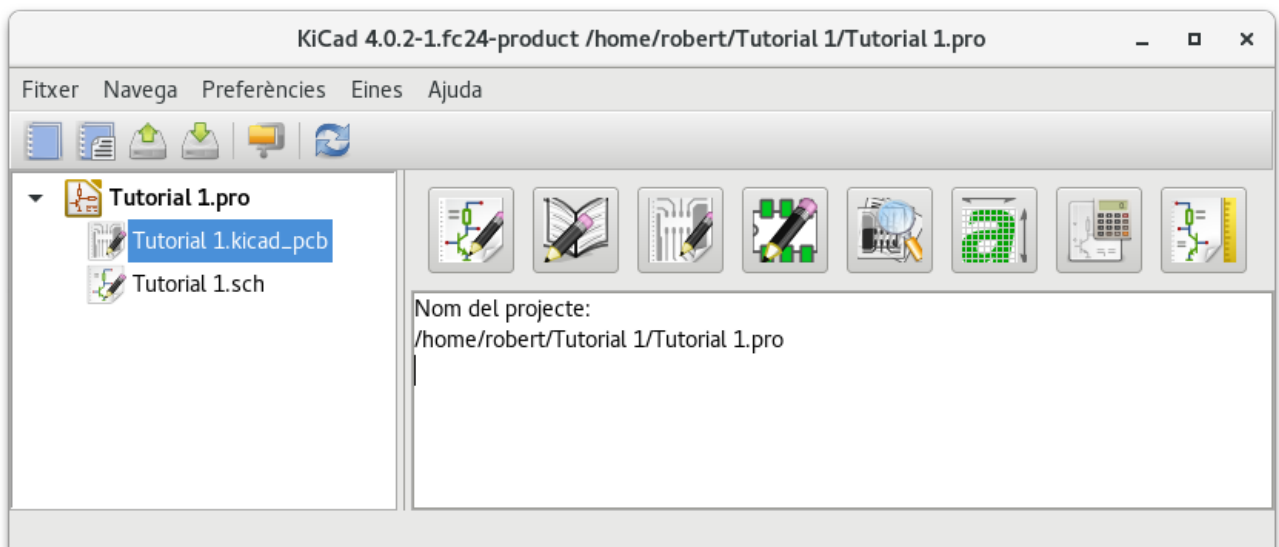 KiCad 4.0.2-1.fc24-product /home/robert/Tutorial 1/Tutorial 1.pro
Fitxer Navega Preferències Eines Ajuda
Tutorial 1.pro
Tutorial 1.kicad_pcb
Tutorial 1.sch
Nom del projecte:
/home/robert/Tutorial 1/Tutorial 1.pro